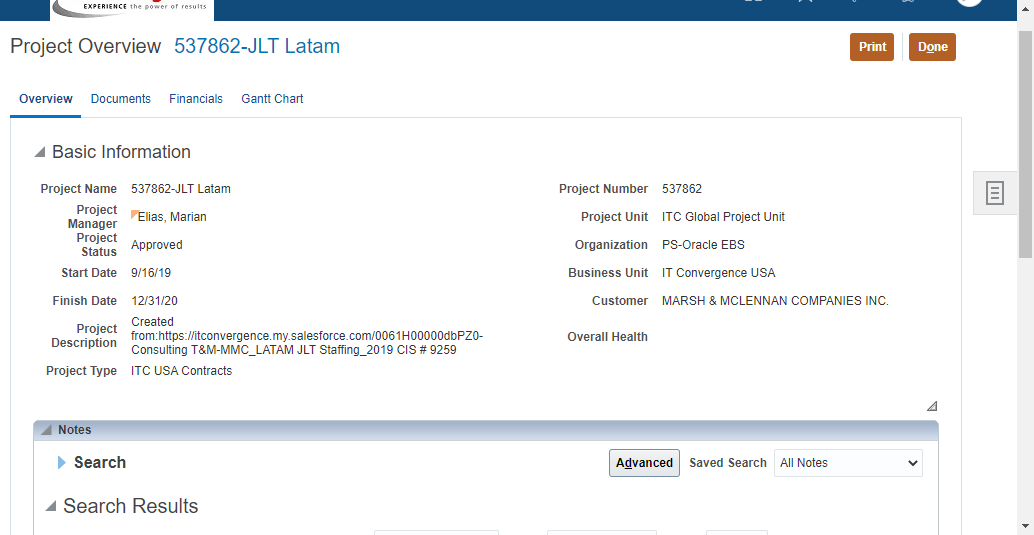 EXPERIENCE the power of results
Project Overview 537862-JLT Latam
Print Done
Overview Documents Financials Gantt Chart
Basic Information
Project Name 537862-JLT Latam
Project Manager Elias, Marian
Project Status Approved
Start Date 9/16/19
Finish Date 12/31/20
Project Description Created
from:https://itconvergence.my.salesforce.com/0061H00000dbPZ0-
Consulting T&M-MMC_LATAM JLT Staffing_2019 CIS # 9259
Project Type ITC USA Contracts
Project Number 537862
Project Unit ITC Global Project Unit
Organization PS-Oracle EBS
Business Unit IT Convergence USA
Customer MARSH & MCLENNAN COMPANIES INC.
Overall Health
Notes
Search
Advanced Saved Search All Notes
Search Results